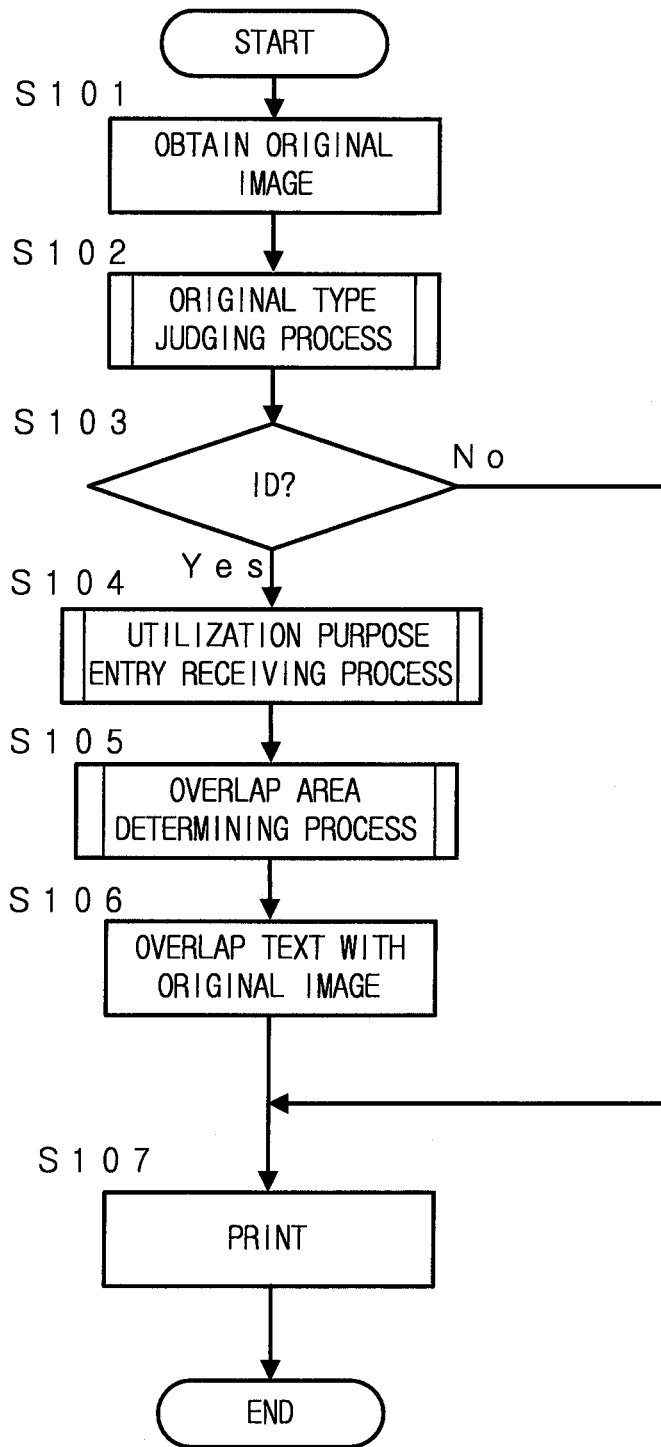 START
S101
OBTAIN ORIGINAL
IMAGE
S102
ORIGINAL TYPE
JUDGING PROCESS
S103
ID?
No
Yes
S104
UTILIZATION PURPOSE
ENTRY RECEIVING PROCESS
S105
OVERLAP AREA
DETERMINING PROCESS
S106
OVERLAP TEXT WITH
ORIGINAL IMAGE
S107
PRINT
END